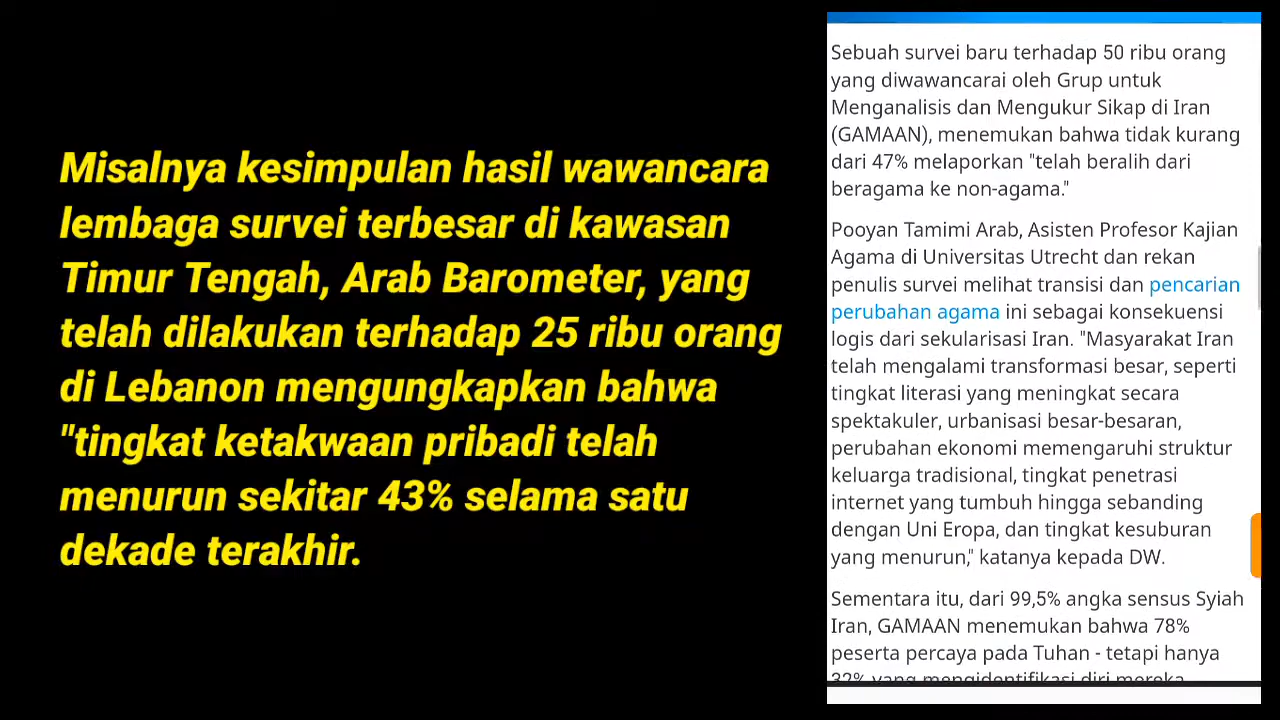 Misalnya kesimpulan hasil wawancara
lembaga survei terbesar di kawasan
Timur Tengah, Arab Barometer, yang
telah dilakukan terhadap 25 ribu orang
di Lebanon mengungkapkan bahwa
"tingkat ketakwaan pribadi telah
menurun sekitar 43% selama satu
dekade terakhir.
Sebuah survei baru terhadap 50 ribu orang
yang diwawancarai oleh Grup untuk
Menganalisis dan Mengukur Sikap di Iran
(GAMAAN), menemukan bahwa tidak kurang
dari 47% melaporkan "telah beralih dari
beragama ke non-agama."
Pooyan Tamimi Arab, Asisten Profesor Kajian
Agama di Universitas Utrecht dan rekan
penulis survei melihat transisi dan pencarian
perubahan agama ini sebagai konsekuensi
logis dari sekularisasi Iran. "Masyarakat Iran
telah mengalami transformasi besar, seperti
tingkat literasi yang meningkat secara
spektakuler, urbanisasi besar-besaran,
perubahan ekonomi memengaruhi struktur
keluarga tradisional, tingkat penetrasi
internet yang tumbuh hingga sebanding
dengan Uni Eropa, dan tingkat kesuburan
yang menurun," katanya kepada DW.
Sementara itu, dari 99,5% angka sensus Syiah
Iran, GAMAAN menemukan bahwa 78%
peserta percaya pada Tuhan - tetapi hanya
32% yang mengidentifikasi diri mereka